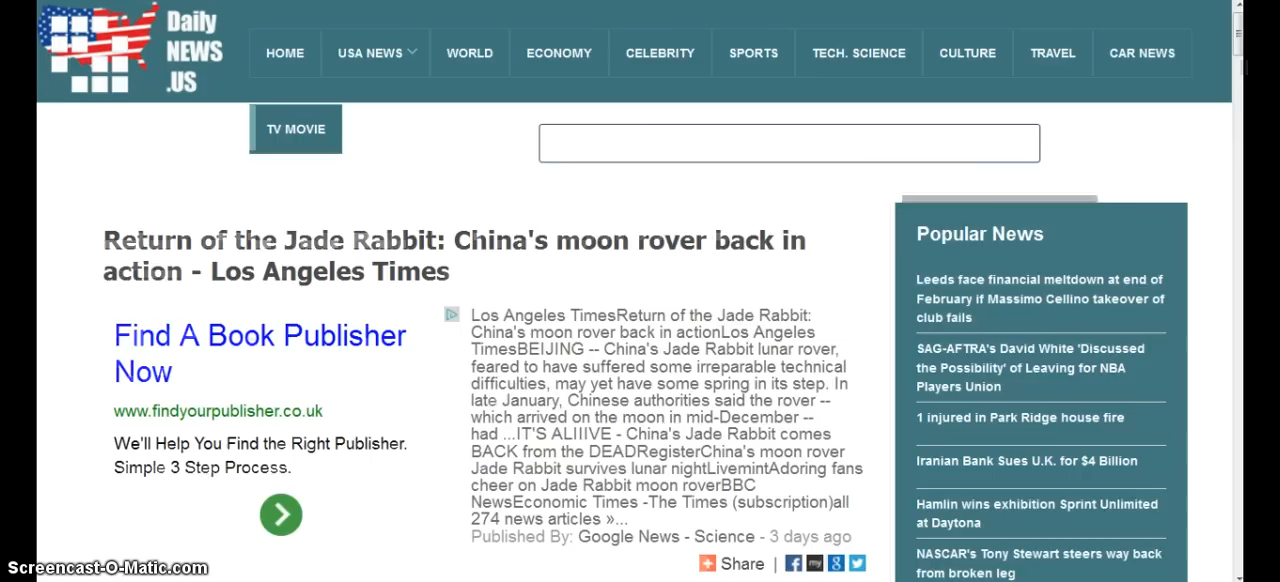 Daily
NEWS
.US
HOME
USA NEWS
WORLD
ECONOMY
CELEBRITY
SPORTS
TECH. SCIENCE
CULTURE
TRAVEL
CAR NEWS
TV MOVIE
Return of the Jade Rabbit: China's moon rover back in
action - Los Angeles Times
Find A Book Publisher
Now
www.findyourpublisher.co.uk
We'll Help You Find the Right Publisher.
Simple 3 Step Process.
Los Angeles TimesReturn of the Jade Rabbit:
China's moon rover back in actionLos Angeles
TimesBEIJING -- China's Jade Rabbit lunar rover,
feared to have suffered some irreparable technical
difficulties, may yet have some spring in its step. In
late January, Chinese authorities said the rover --
which arrived on the moon in mid-December --
had ...IT'S ALIIIVE - China's Jade Rabbit comes
BACK from the DEADRegisterChina's moon rover
Jade Rabbit survives lunar nightLivemintAdoring fans
cheer on Jade Rabbit moon roverBBC
NewsEconomic Times -The Times (subscription)all
274 news articles »...
Published By: Google News - Science - 3 days ago
Share |
Popular News
Leeds face financial meltdown at end of
February if Massimo Cellino takeover of
club fails
SAG-AFTRA's David White 'Discussed
the Possibility' of Leaving for NBA
Players Union
1 injured in Park Ridge house fire
Iranian Bank Sues U.K. for $4 Billion
Hamlin wins exhibition Sprint Unlimited
at Daytona
NASCAR's Tony Stewart steers way back
from broken leg
Screencast-O-Matic.com